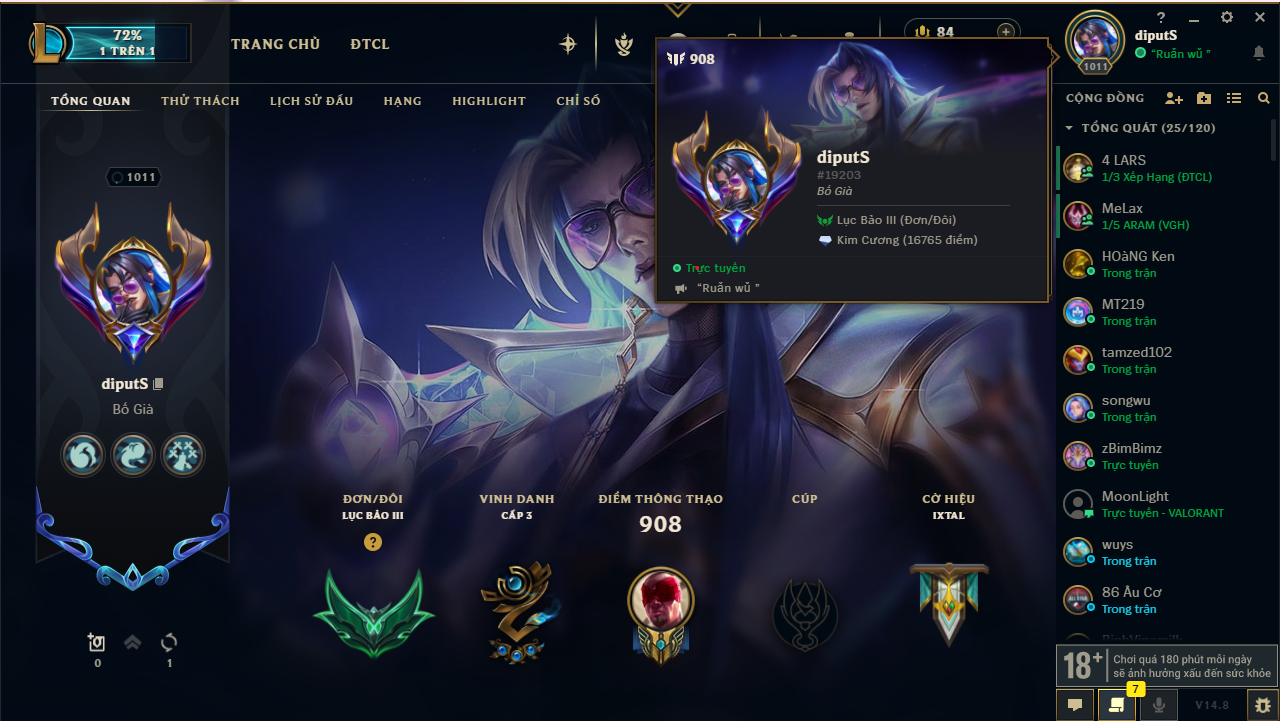 72%
1 TRÊN 1
TRANG CHỦ
ĐTCL
84
?
diputS
"Ruản wǔ "
1011
TỔNG QUAN
THỬ THÁCH
LỊCH SỬ ĐẤU
HẠNG
HIGHLIGHT
CHỈ SỐ
908
diputS
#19203
Bố Già
Lục Bảo III (Đơn/Đôi)
Kim Cương (16765 điểm)
Trực tuyến
"Ruản wǔ "
1011
diputS
Bố Già
0
1
ĐƠN/ĐÔI
LỤC BẢO III
?
VINH DANH
CẤP 3
ĐIỂM THÔNG THẠO
908
CÚP
CỜ HIỆU
IXTAL
CỘNG ĐỒNG
TỔNG QUÁT (25/120)
4 LARS
1/3 Xếp Hạng (ĐTCL)
MeLax
1/5 ARAM (VGH)
HOàNG Ken
Trong trận
MT219
Trong trận
tamzed102
Trong trận
songwu
Trong trận
zBimBimz
Trực tuyến
MoonLight
Trực tuyến - VALORANT
wuys
Trong trận
86 Âu Cơ
Trong trận
18+
Chơi quá 180 phút mỗi ngày
sẽ ảnh hưởng xấu đến sức khỏe
7
V14.8